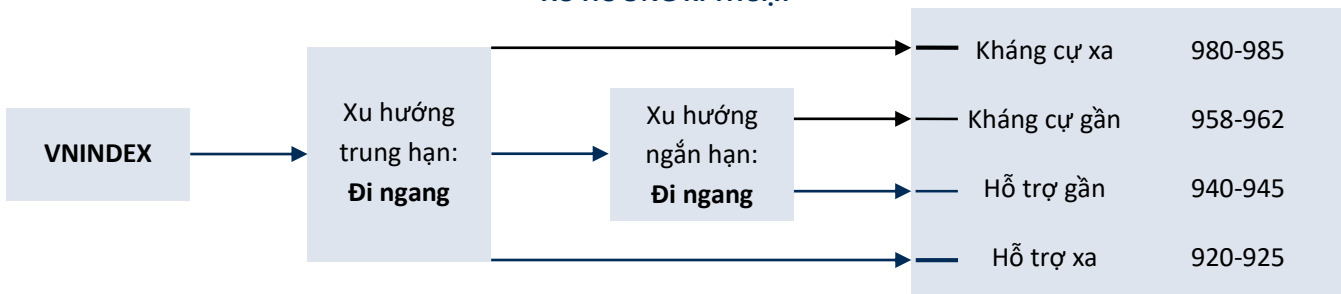 VNINDEX
Xu hướng
trung hạn:
Đi ngang
Xu hướng
ngắn hạn:
Đi ngang
Kháng cự xa 980-985
Kháng cự gần 958-962
Hỗ trợ gần 940-945
Hỗ trợ xa 920-925